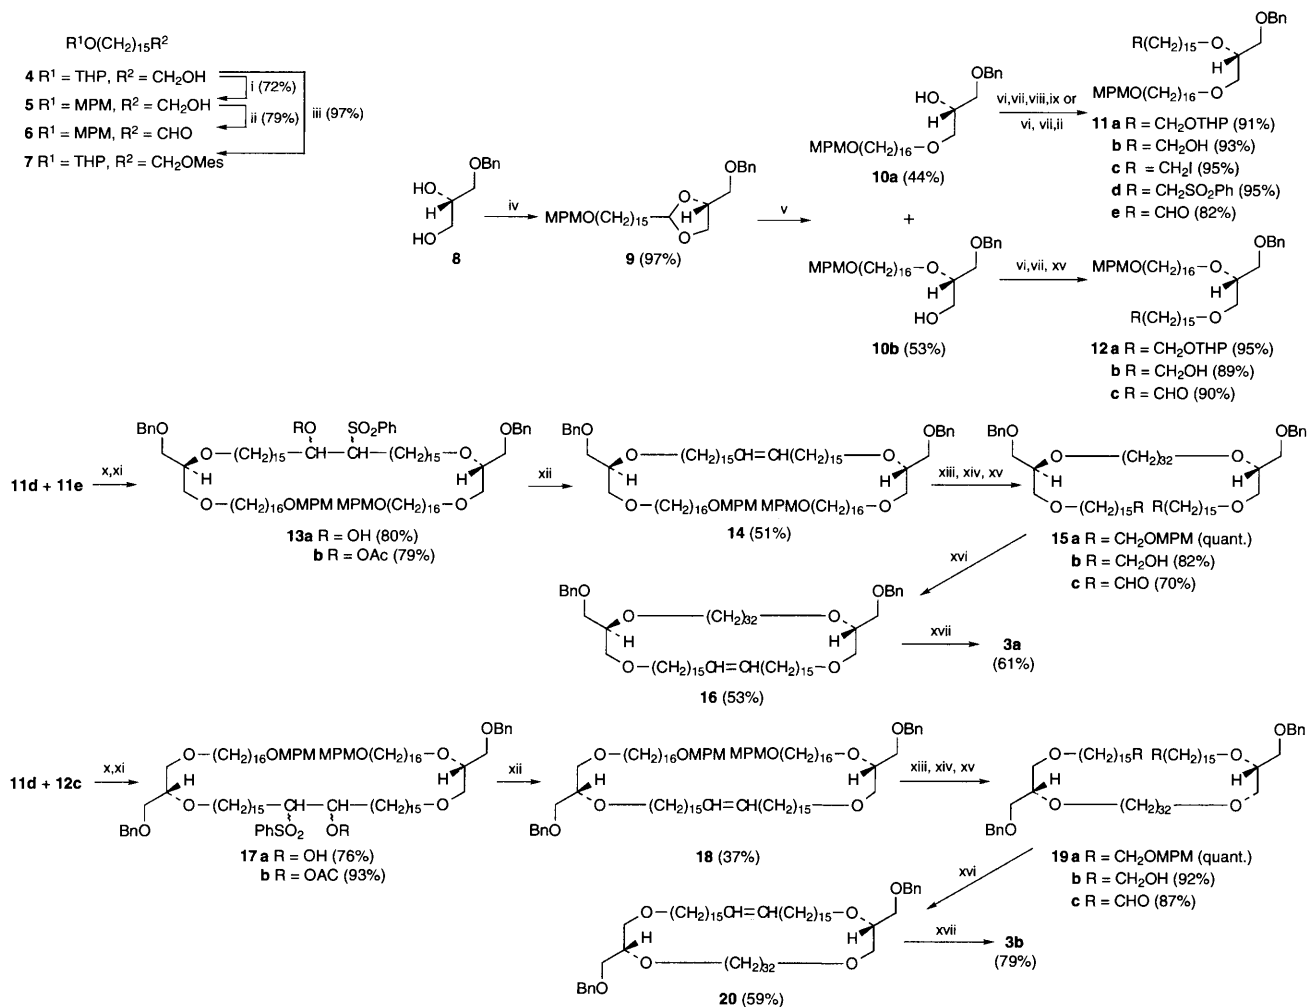 R¹O(CH₂)₁₅R²
4 R¹ = THP, R² = CH₂OH
i (72%)
5 R¹ = MPM, R² = CH₂OH
ii (79%)
iii (97%)
6 R¹ = MPM, R² = CHO
7 R¹ = THP, R² = CH₂OMes
OBn
HO
H
HO
8
iv
OBn
O
H
MPMO(CH₂)₁₅
O
9 (97%)
v
OBn
HO
H
MPMO(CH₂)₁₆−O
10a (44%)
+
OBn
MPMO(CH₂)₁₆−O
H
HO
10b (53%)
vi,vii,viii,ix or
vi, vii,ii
OBn
R(CH₂)₁₅−O
H
MPMO(CH₂)₁₆−O
11a R = CH₂OTHP (91%)
b R = CH₂OH (93%)
c R = CH₂I (95%)
d R = CH₂SO₂Ph (95%)
e R = CHO (82%)
vi,vii, xv
OBn
MPMO(CH₂)₁₆−O
H
R(CH₂)₁₅−O
12a R = CH₂OTHP (95%)
b R = CH₂OH (89%)
c R = CHO (90%)
11d + 11e
x,xi
BnO
RO
SO₂Ph
OBn
O
(CH₂)₁₅
(CH₂)₁₅−O
H
H
O−(CH₂)₁₆OMPM MPMO(CH₂)₁₆−O
13a R = OH (80%)
b R = OAc (79%)
xii
BnO
OBn
O
(CH₂)₁₅CH=CH(CH₂)₁₅
O
H
H
O−(CH₂)₁₆OMPM MPMO(CH₂)₁₆−O
14 (51%)
xiii, xiv, xv
BnO
OBn
O
(CH₂)₃₂
O
H
H
O−(CH₂)₁₅R R(CH₂)₁₅−O
15a R = CH₂OMPM (quant.)
b R = CH₂OH (82%)
c R = CHO (70%)
xvi
BnO
OBn
O
(CH₂)₃₂
O
H
H
O−(CH₂)₁₅CH=CH(CH₂)₁₅−O
16 (53%)
xvii
3a
(61%)
11d + 12c
x,xi
OBn
O−(CH₂)₁₆OMPM MPMO(CH₂)₁₆−O
H
H
O
(CH₂)₁₅
(CH₂)₁₅−O
BnO
PhSO₂
OR
17a R = OH (76%)
b R = OAC (93%)
xii
OBn
O−(CH₂)₁₆OMPM MPMO(CH₂)₁₆−O
H
H
O
(CH₂)₁₅CH=CH(CH₂)₁₅
O
BnO
18 (37%)
xiii, xiv, xv
OBn
O−(CH₂)₁₅R R(CH₂)₁₅−O
H
H
O
(CH₂)₃₂
O
BnO
19a R = CH₂OMPM (quant.)
b R = CH₂OH (92%)
c R = CHO (87%)
xvi
OBn
O−(CH₂)₁₅CH=CH(CH₂)₁₅−O
H
H
O
(CH₂)₃₂
O
BnO
20 (59%)
xvii
3b
(79%)